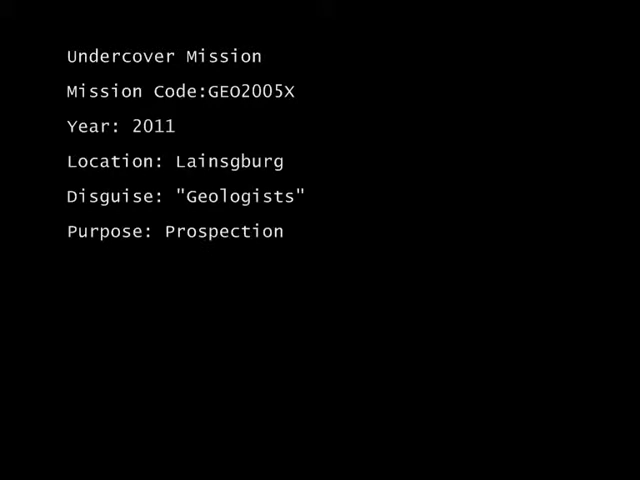 Undercover Mission
Mission Code:GEO2005X
Year: 2011
Location: Lainsgburg
Disguise: "Geologists"
Purpose: Prospection